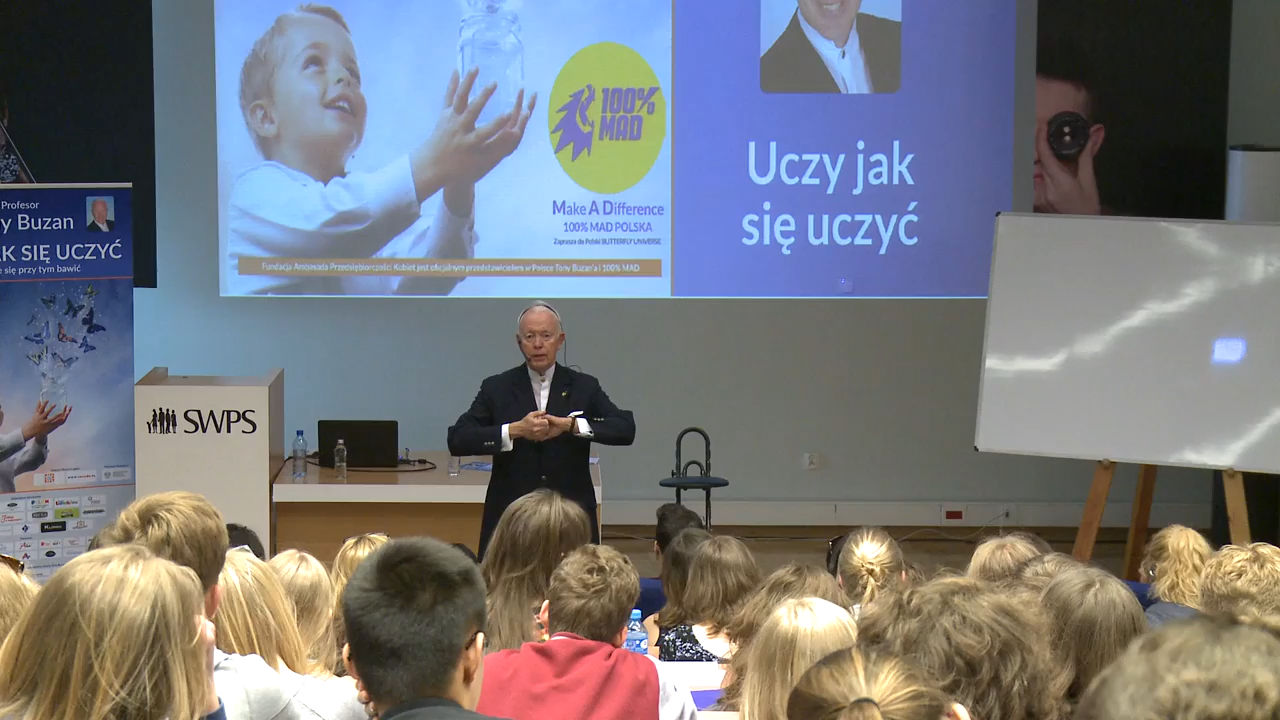 100%
MAD
Make A Difference
100% MAD POLSKA
Zaprasza do Polski BUTTERFLY UNIVERSE
Fundacja Ambasada Przedsiębiorczości Kobiet jest oficjalnym przedstawicielem w Polsce Tony Buzan'a i 100% MAD
Uczy jak
się uczyć
Profesor
y Buzan
AK SIĘ UCZYĆ
się przy tym bawić
SWPS